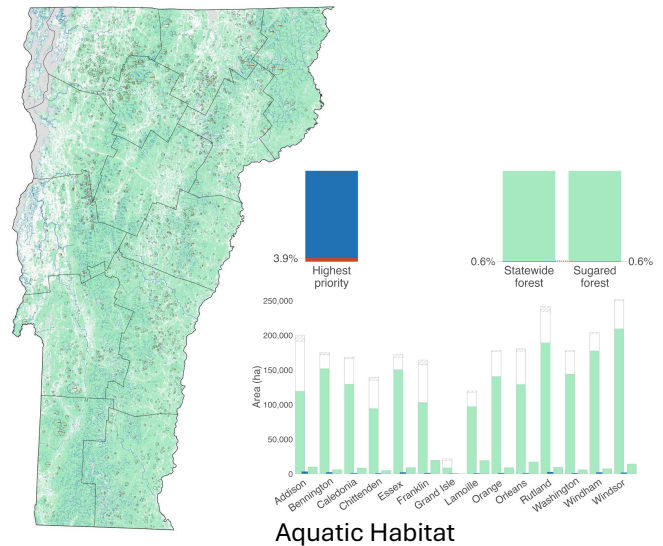 3.9%
Highest
priority
0.6%
Statewide
forest
Sugared
forest
0.6%
Area (ha)
250,000
200,000
150,000
100,000
50,000
0
Addison
Bennington
Caledonia
Chittenden
Essex
Franklin
Grand Isle
Lamoille
Orange
Orleans
Rutland
Washington
Windham
Windsor
Aquatic Habitat